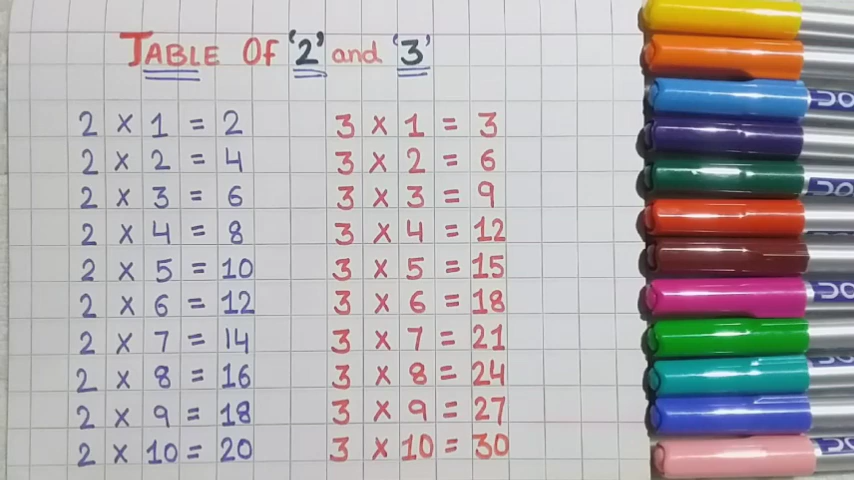 TABLE Of '2' and '3'
2 × 1 = 2
2 × 2 = 4
2 × 3 = 6
2 × 4 = 8
2 × 5 = 10
2 × 6 = 12
2 × 7 = 14
2 × 8 = 16
2 × 9 = 18
2 × 10 = 20
3 × 1 = 3
3 × 2 = 6
3 × 3 = 9
3 × 4 = 12
3 × 5 = 15
3 × 6 = 18
3 × 7 = 21
3 × 8 = 24
3 × 9 = 27
3 × 10 = 30